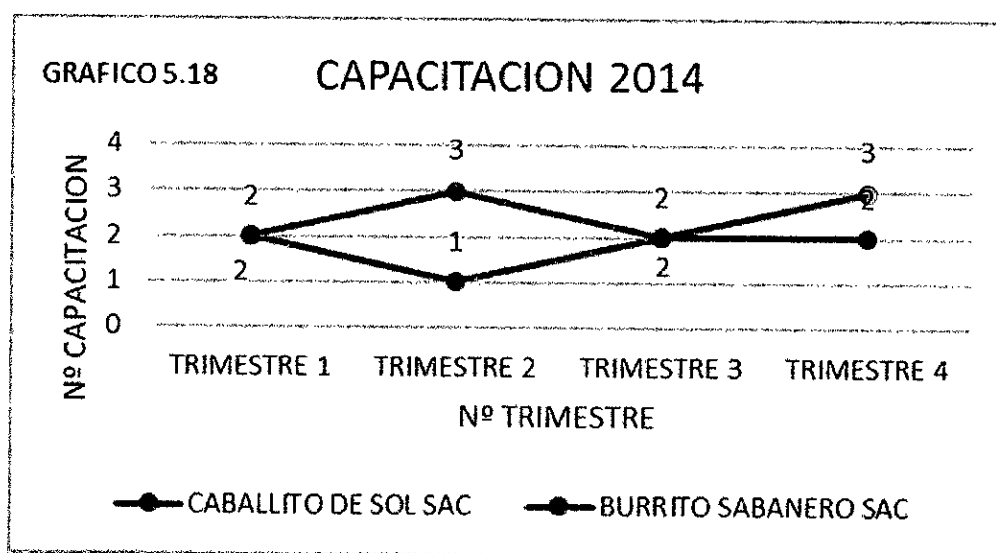 GRAFICO 5.18
CAPACITACION 2014
Nº CAPACITACION
4
3
2
1
0
2
3
2
3
2
1
2
2
TRIMESTRE 1
TRIMESTRE 2
TRIMESTRE 3
TRIMESTRE 4
Nº TRIMESTRE
CABALLITO DE SOL SAC
BURRITO SABANERO SAC